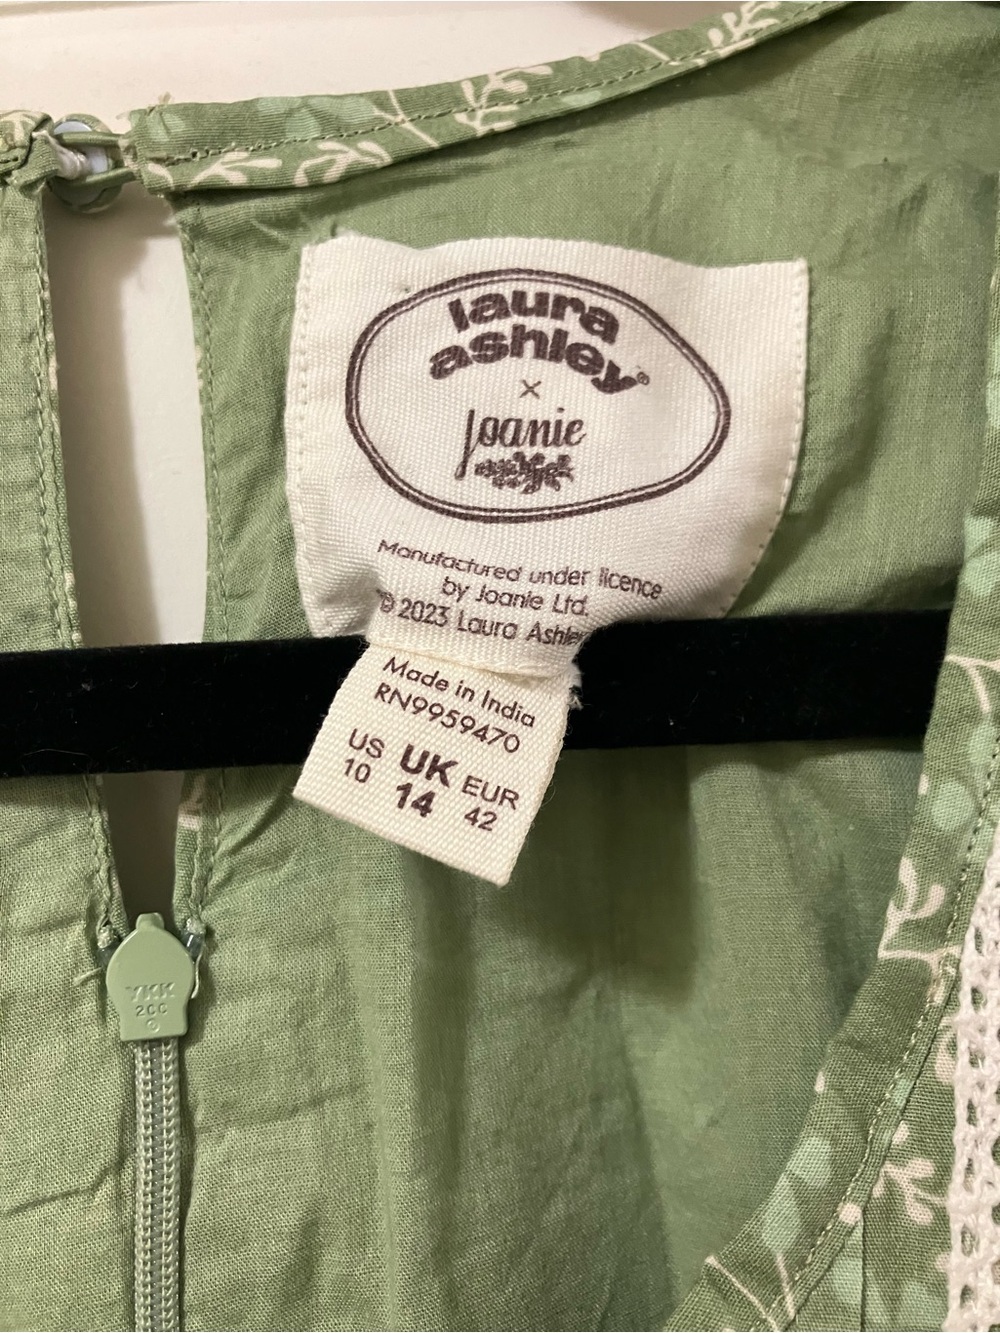 laura
ashley®
×
Joanie
Manufactured under licence
by Joanie Ltd.
© 2023 Laura Ashley
Made in India
RN9959470
US UK EUR
10 14 42
YKK
2CC